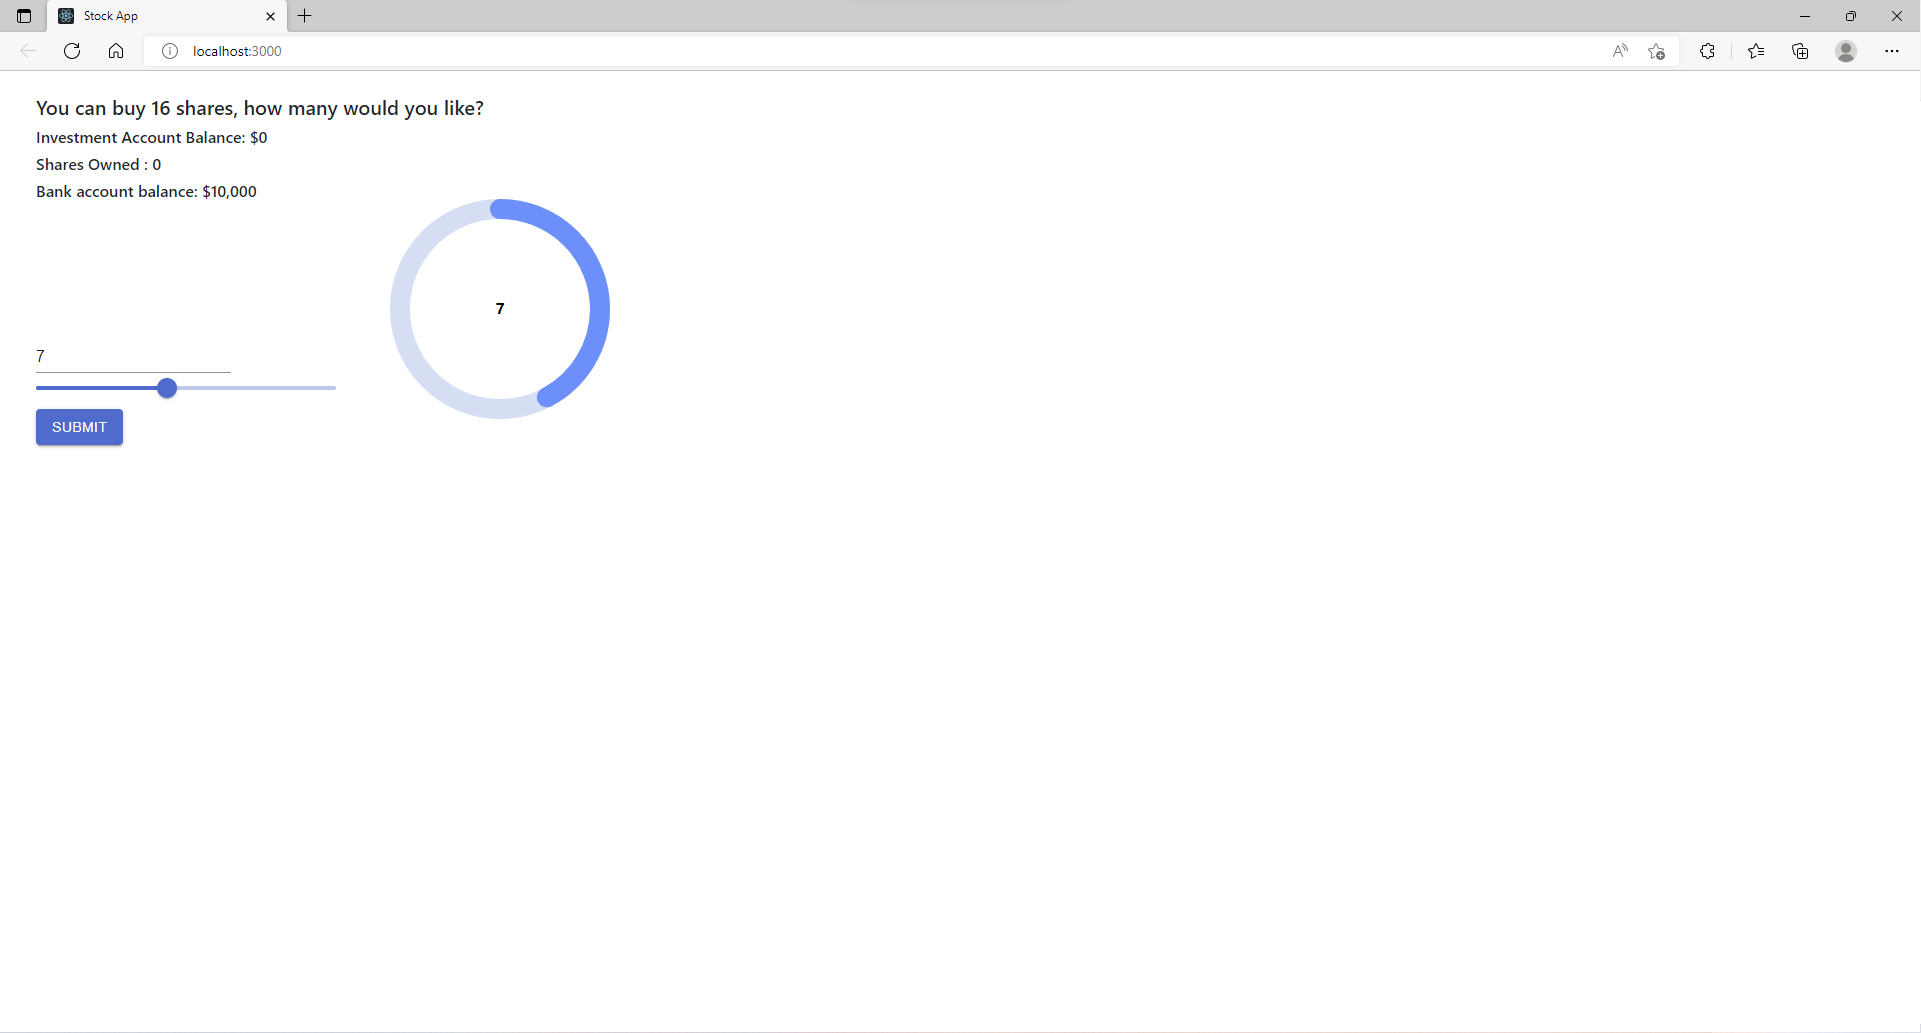 Stock App
localhost:3000
You can buy 16 shares, how many would you like?
Investment Account Balance: $0
Shares Owned : 0
Bank account balance: $10,000
7
7
SUBMIT